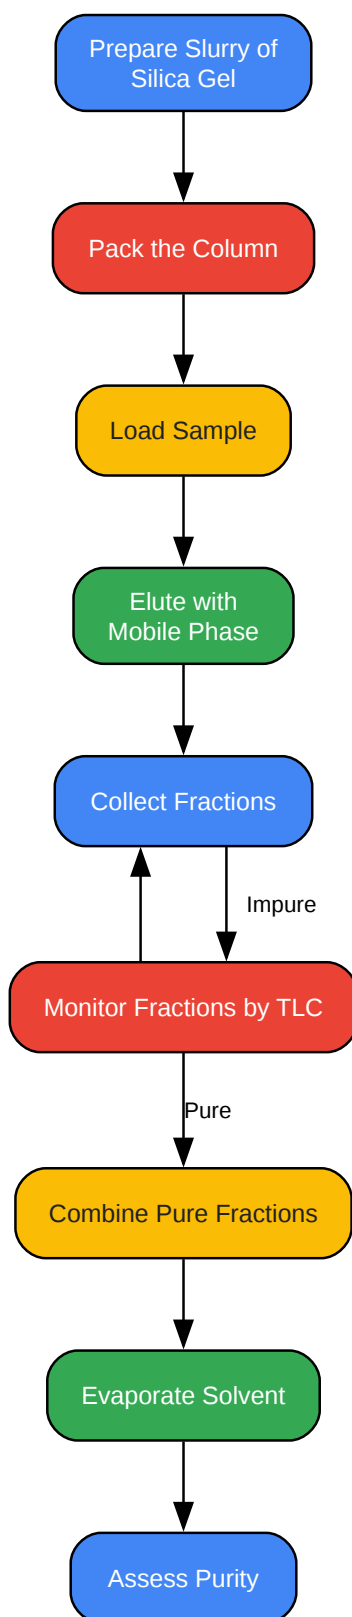 Prepare Slurry of
Silica Gel
Pack the Column
Load Sample
Elute with
Mobile Phase
Collect Fractions
Impure
Monitor Fractions by TLC
Pure
Combine Pure Fractions
Evaporate Solvent
Assess Purity